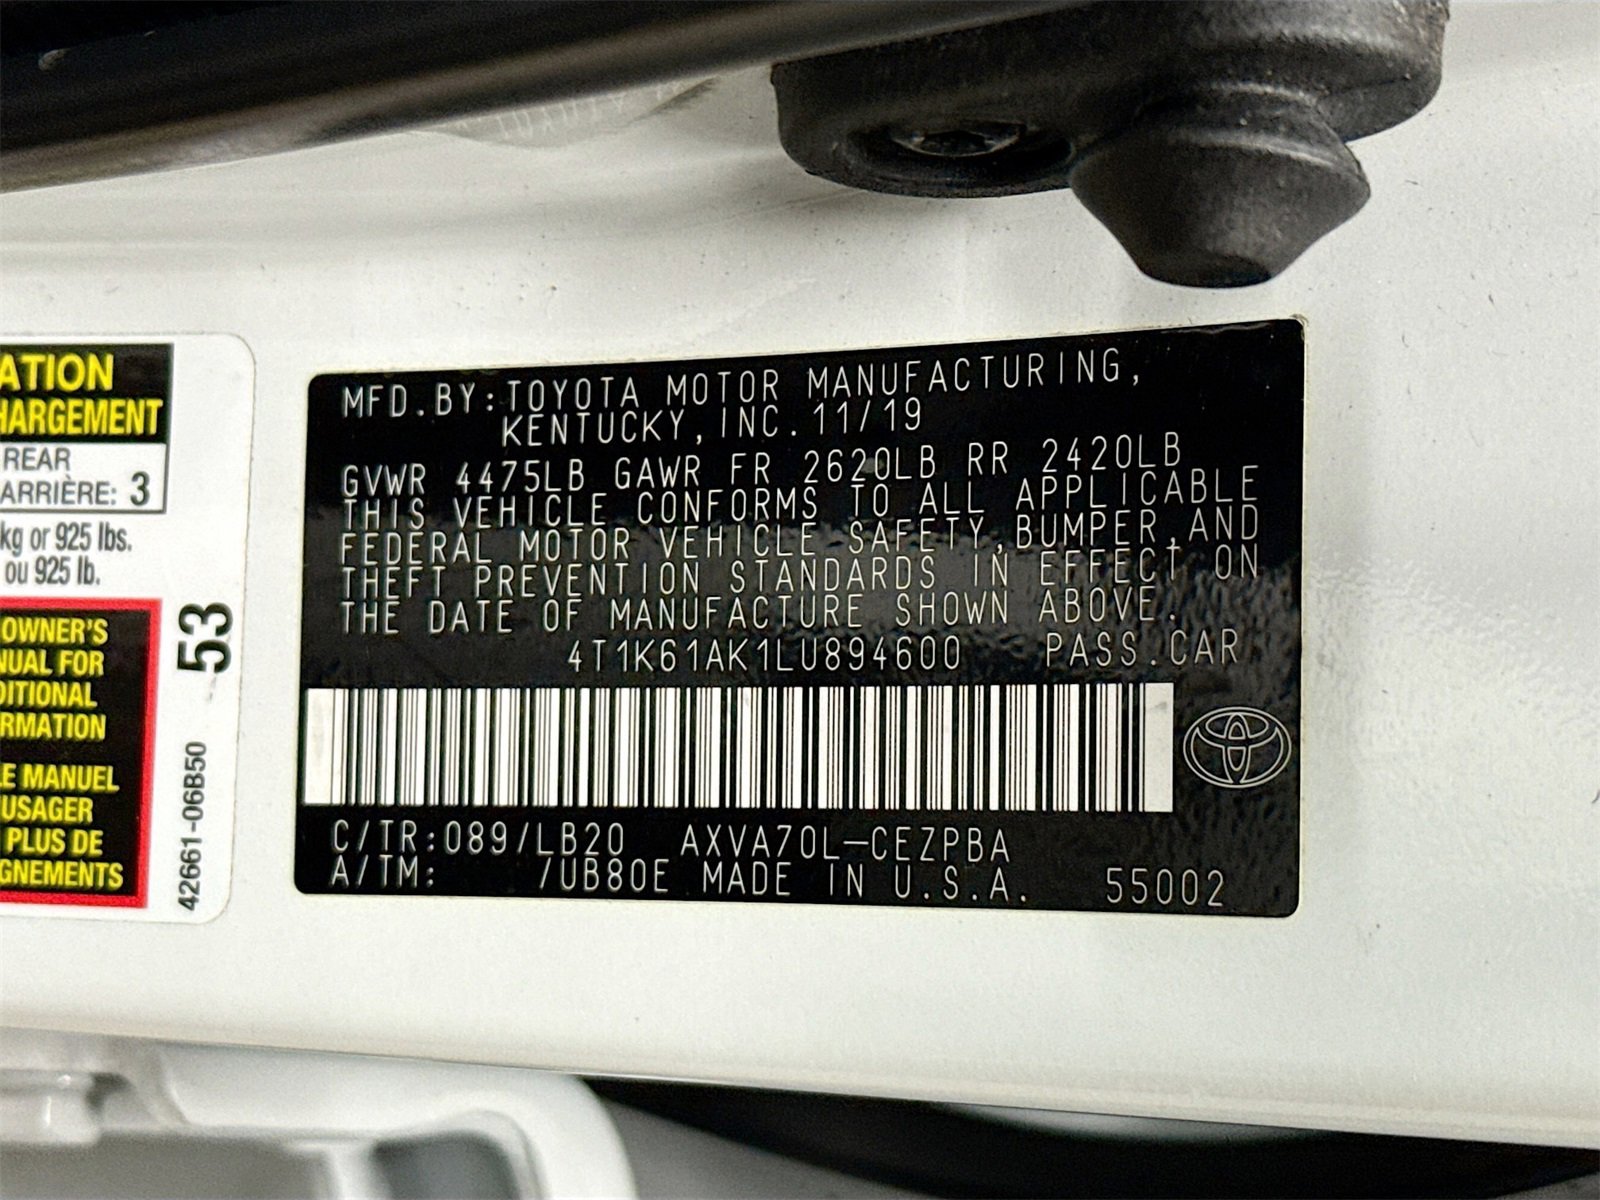 ATION
HARGEMENT
REAR
ARRIÈRE: 3
kg or 925 lbs.
ou 925 lb.
OWNER'S
NUAL FOR
DITIONAL
RMATION
LE MANUEL
USAGER
PLUS DE
GNEMENTS
53
42661-06B50
MFD.BY:TOYOTA MOTOR MANUFACTURING,
KENTUCKY,INC.11/19
GVWR 4475LB GAWR FR 2620LB RR 2420LB
THIS VEHICLE CONFORMS TO ALL APPLICABLE
FEDERAL MOTOR VEHICLE SAFETY,BUMPER,AND
THEFT PREVENTION STANDARDS IN EFFECT ON
THE DATE OF MANUFACTURE SHOWN ABOVE.
4T1K61AK1LU894600 PASS.CAR
C/TR:089/LB20 AXVA70L-CEZPBA
A/TM: /UB80E MADE IN U.S.A. 55002